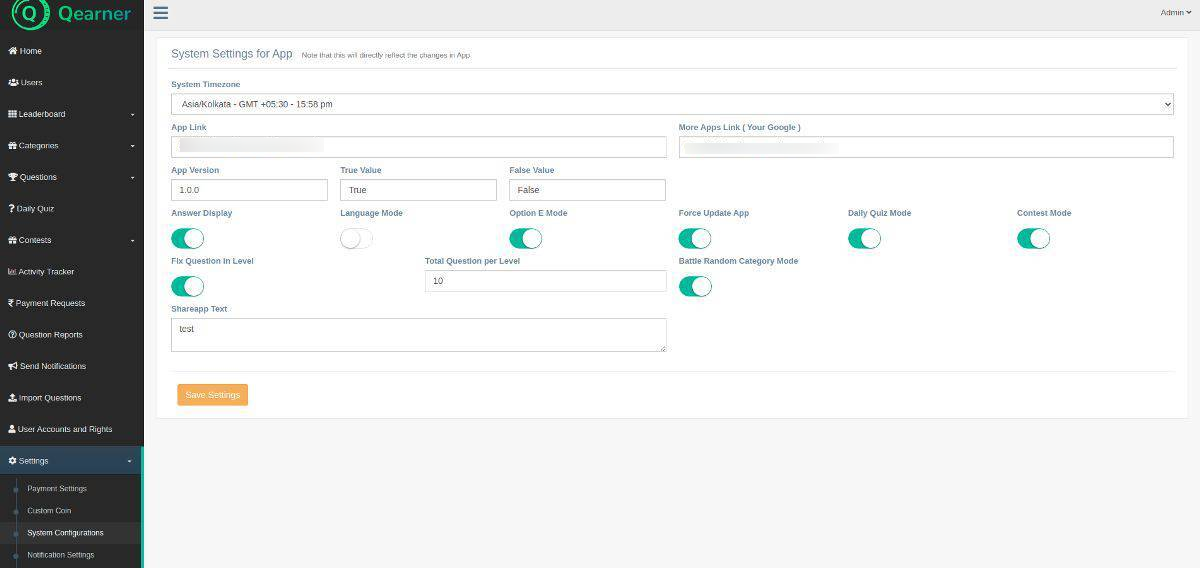 Qearner
Admin
Home
Users
Leaderboard
Categories
Questions
Daily Quiz
Contests
Activity Tracker
Payment Requests
Question Reports
Send Notifications
Import Questions
User Accounts and Rights
Settings
Payment Settings
Custom Coin
System Configurations
Notification Settings
System Settings for App Note that this will directly reflect the changes in App
System Timezone
Asia/Kolkata - GMT +05:30 - 15:58 pm
App Link More Apps Link ( Your Google )
App Version True Value False Value
1.0.0 True False
Answer Display Language Mode Option E Mode Force Update App Daily Quiz Mode Contest Mode
Fix Question in Level Total Question per Level Battle Random Category Mode
10
Shareapp Text
test
Save Settings